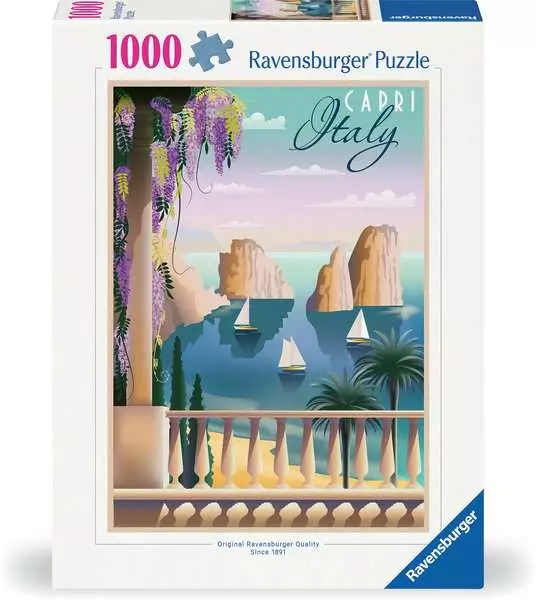 1000
Ravensburger® Puzzle
CAPRI
Italy
Original Ravensburger Quality
Since 1891
Ravensburger